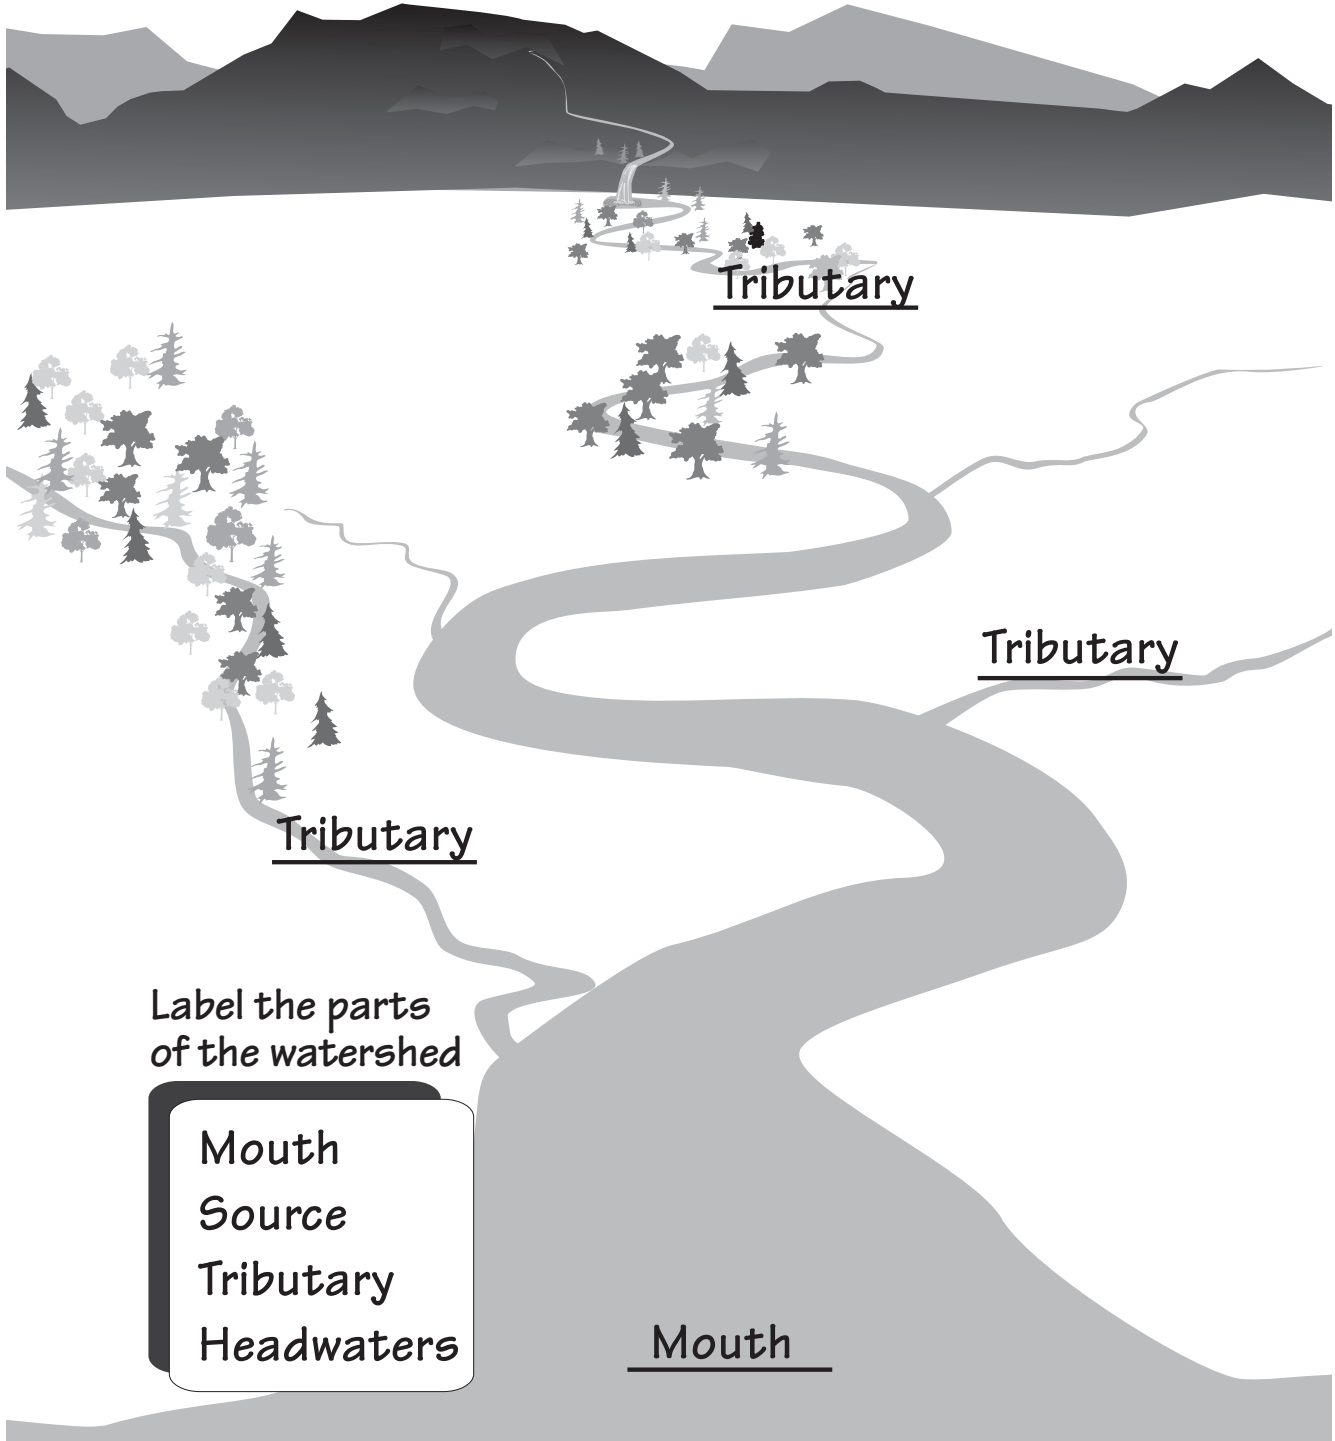 Tributary
Tributary
Tributary
Label the parts
of the watershed
Mouth
Source
Tributary
Headwaters
Mouth